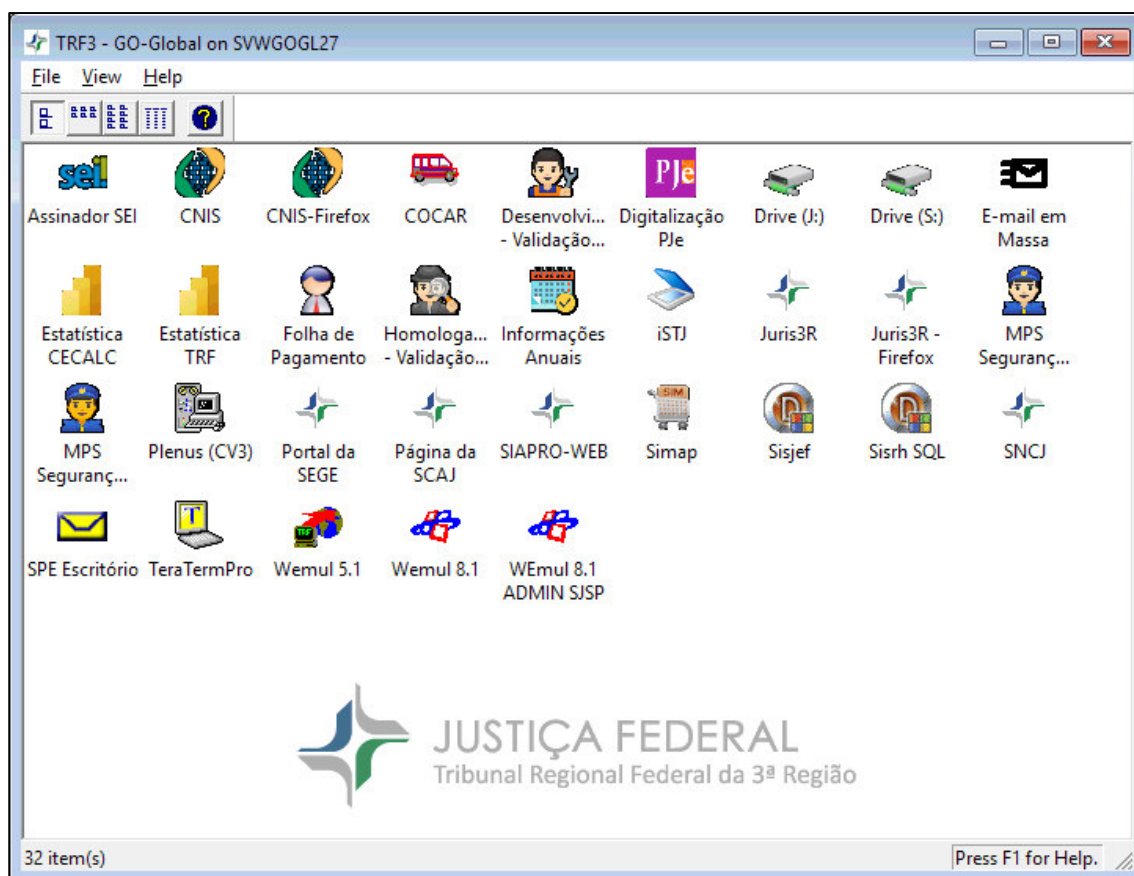 TRF3 - GO-Global on SVWGOGL27
File View Help
sei!
PJe
Assinador SEI CNIS CNIS-Firefox COCAR Desenvolvi... Digitalização Drive (J:) Drive (S:) E-mail em
- Validação... PJe Massa
Estatística Estatística Folha de Homologa... Informações iSTJ Juris3R Juris3R - MPS
CECALC TRF Pagamento - Validação... Anuais Firefox Seguranç...
SIM
MPS Plenus (CV3) Portal da Página da SIAPRO-WEB Simap Sisjef Sisrh SQL SNCJ
Seguranç... SEGE SCAJ
T
TRF
SPE Escritório TeraTermPro Wemul 5.1 Wemul 8.1 WEmul 8.1
ADMIN SJSP
JUSTIÇA FEDERAL
Tribunal Regional Federal da 3ª Região
32 item(s) Press F1 for Help.